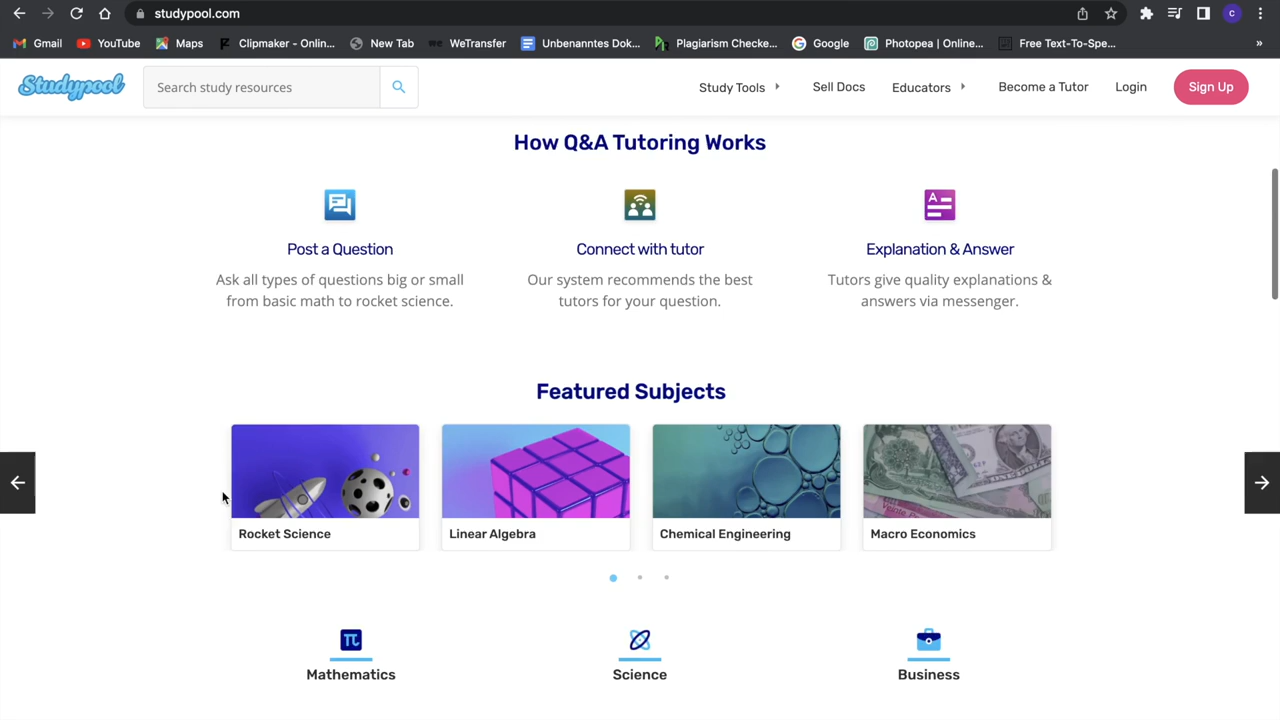 studypool.com
C
Gmail
YouTube
Maps
Clipmaker - Onlin...
New Tab
WeTransfer
Unbenanntes Dok...
Plagiarism Checke...
Google
Photopea | Online...
Free Text-To-Spe...
»
Studypool
Search study resources
Study Tools
Sell Docs
Educators
Become a Tutor
Login
Sign Up
How Q&A Tutoring Works
A
Post a Question
Connect with tutor
Explanation & Answer
Ask all types of questions big or small
from basic math to rocket science.
Our system recommends the best
tutors for your question.
Tutors give quality explanations &
answers via messenger.
Featured Subjects
Rocket Science
Linear Algebra
Chemical Engineering
Macro Economics
π
Mathematics
Science
Business